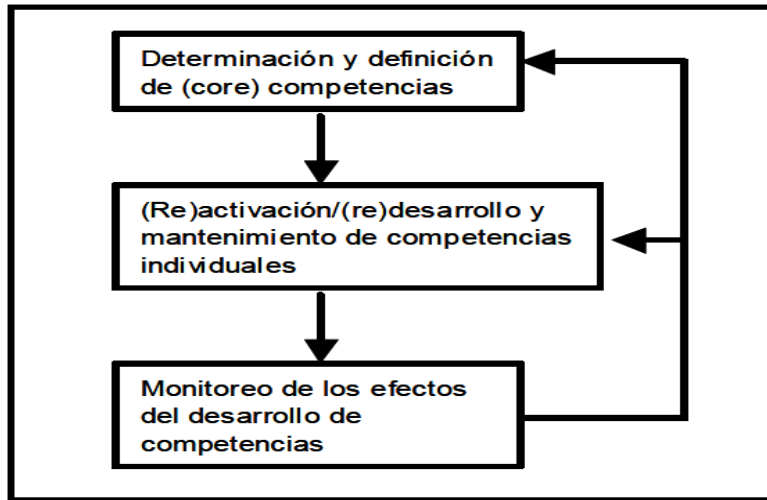 Determinación y definición
de (core) competencias
(Re)activación/(re)desarrollo y
mantenimiento de competencias
individuales
Monitoreo de los efectos
del desarrollo de
competencias